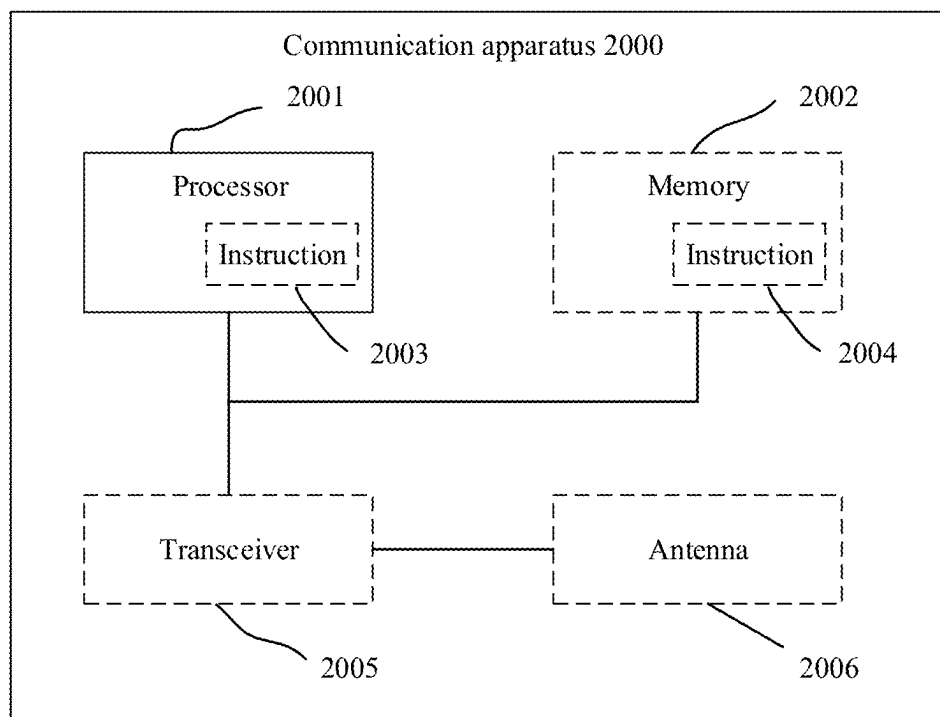 Communication apparatus 2000
2001
2002
Processor
Memory
Instruction
Instruction
2003
2004
Transceiver
Antenna
2005
2006